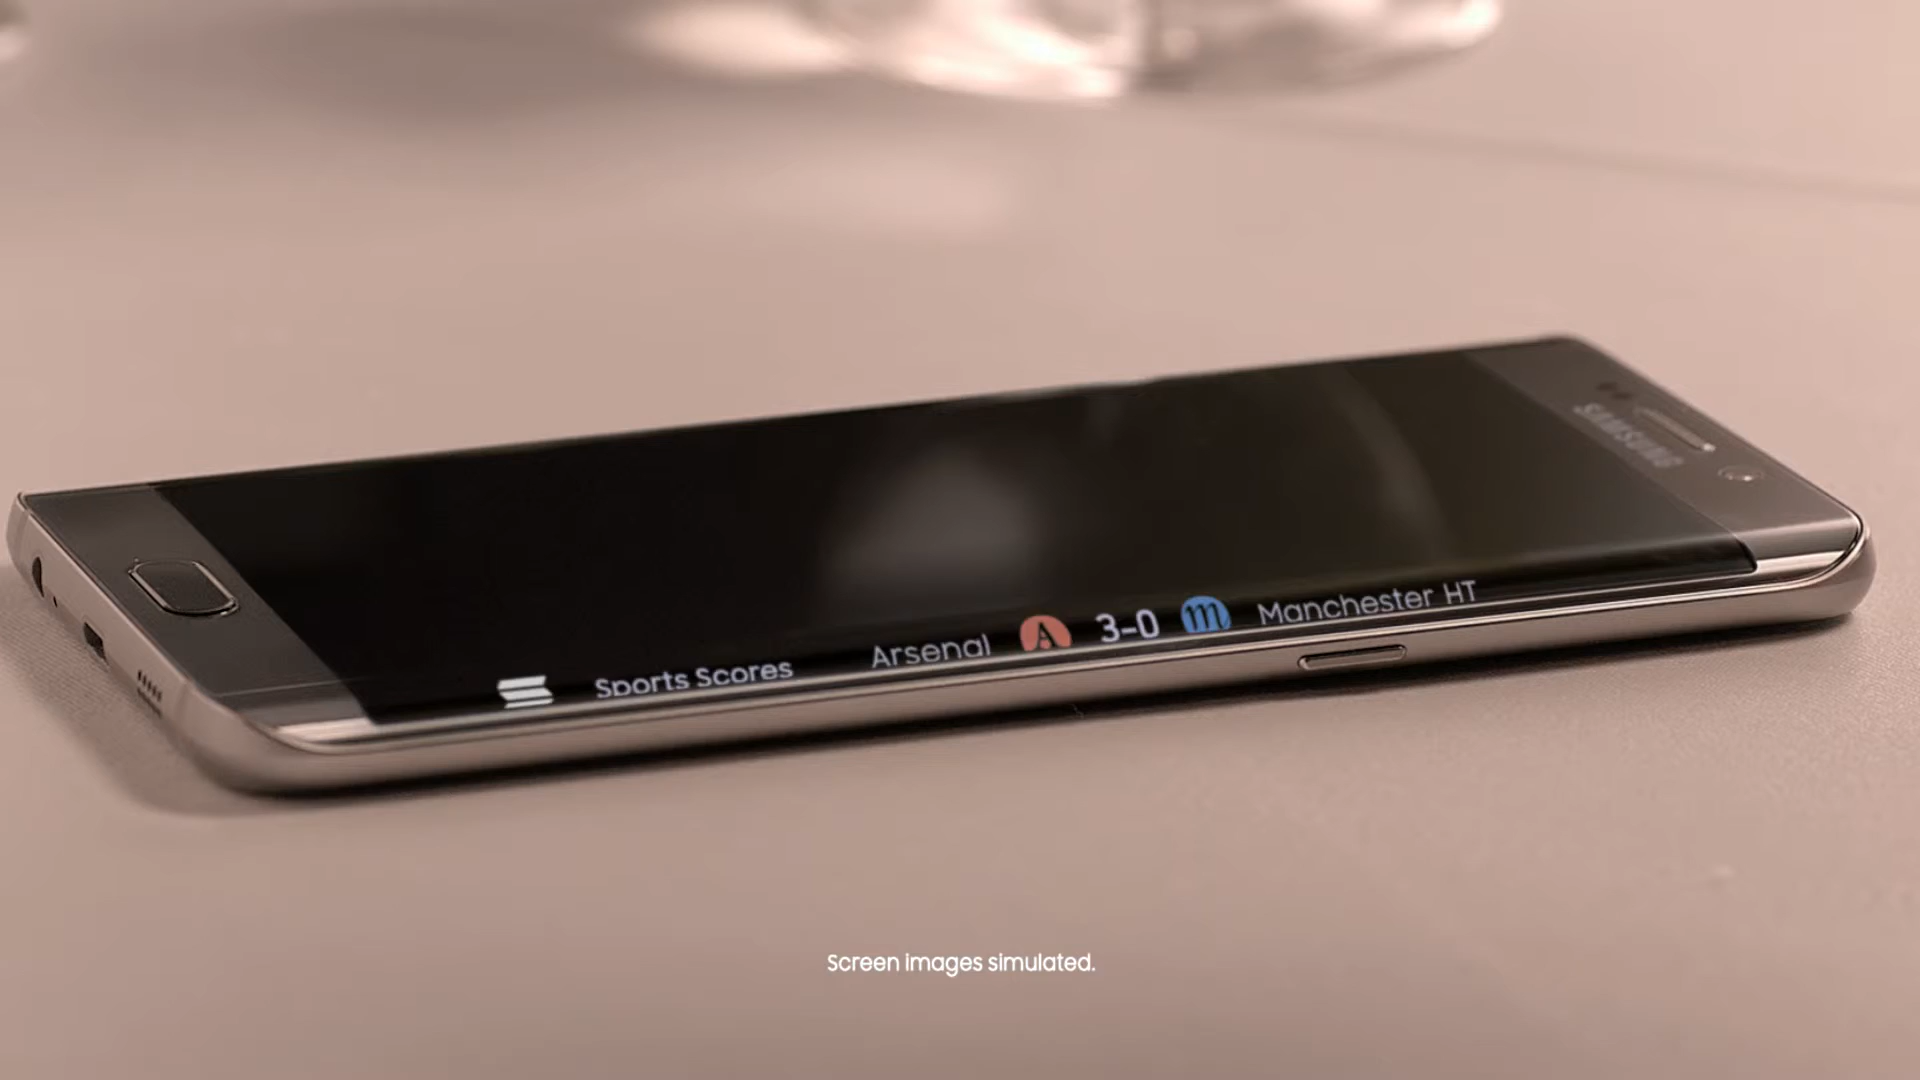 SAMSUNG
Sports Scores Arsenal A 3-0 m Manchester HT
Screen images simulated.